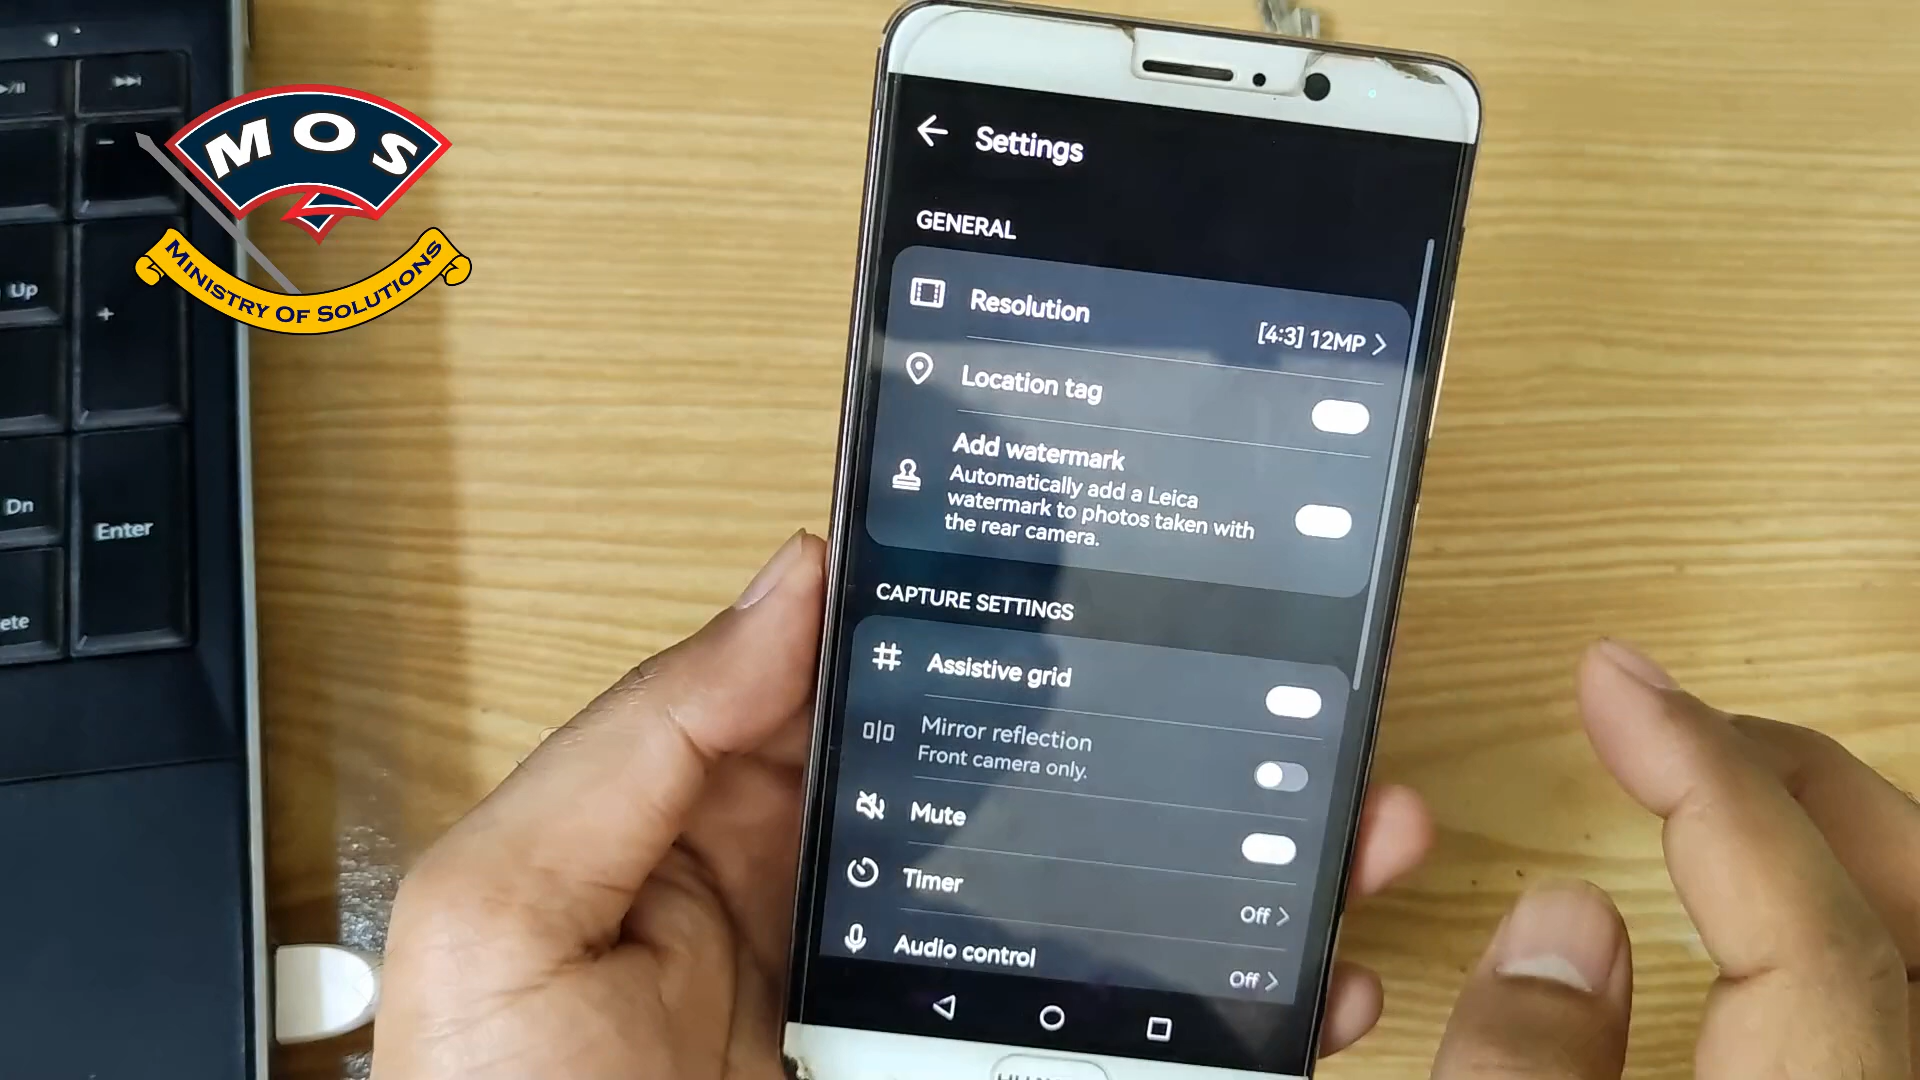 MOS
MINISTRY OF SOLUTIONS
Up
+
-
Dn
Enter
ete
Settings
GENERAL
Resolution
[4:3] 12MP
Location tag
Add watermark
Automatically add a Leica
watermark to photos taken with
the rear camera.
CAPTURE SETTINGS
Assistive grid
Mirror reflection
Front camera only.
Mute
Timer
Off
Audio control
Off